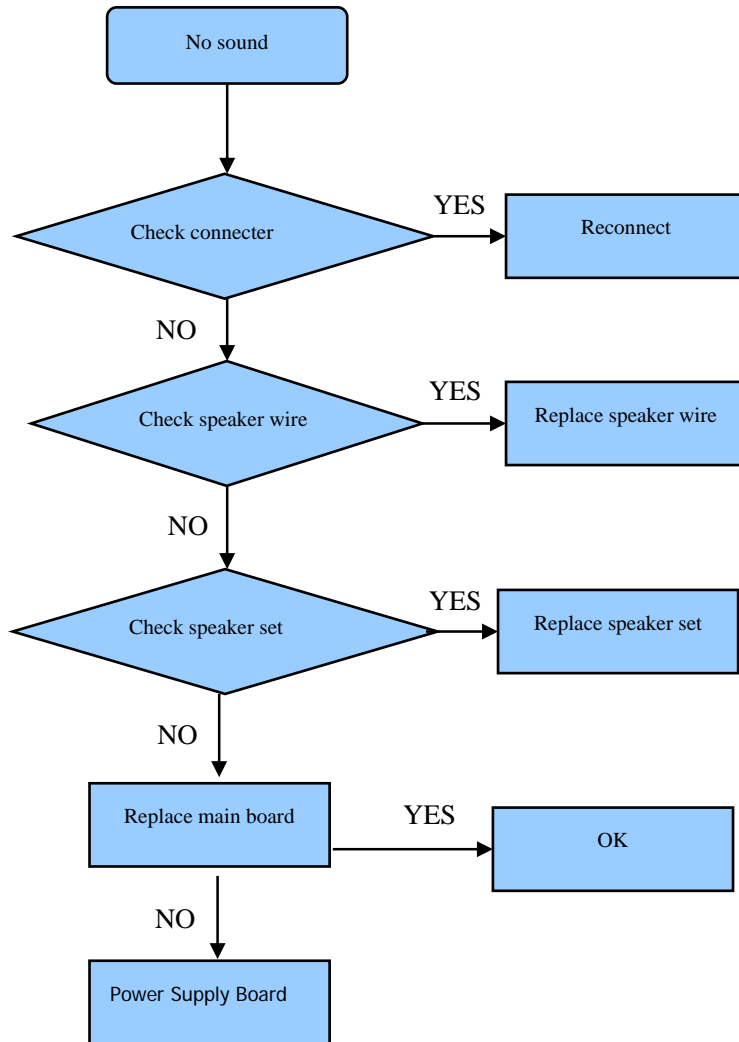 No sound
Check connecter
YES
Reconnect
NO
Check speaker wire
YES
Replace speaker wire
NO
Check speaker set
YES
Replace speaker set
NO
Replace main board
YES
OK
NO
Power Supply Board